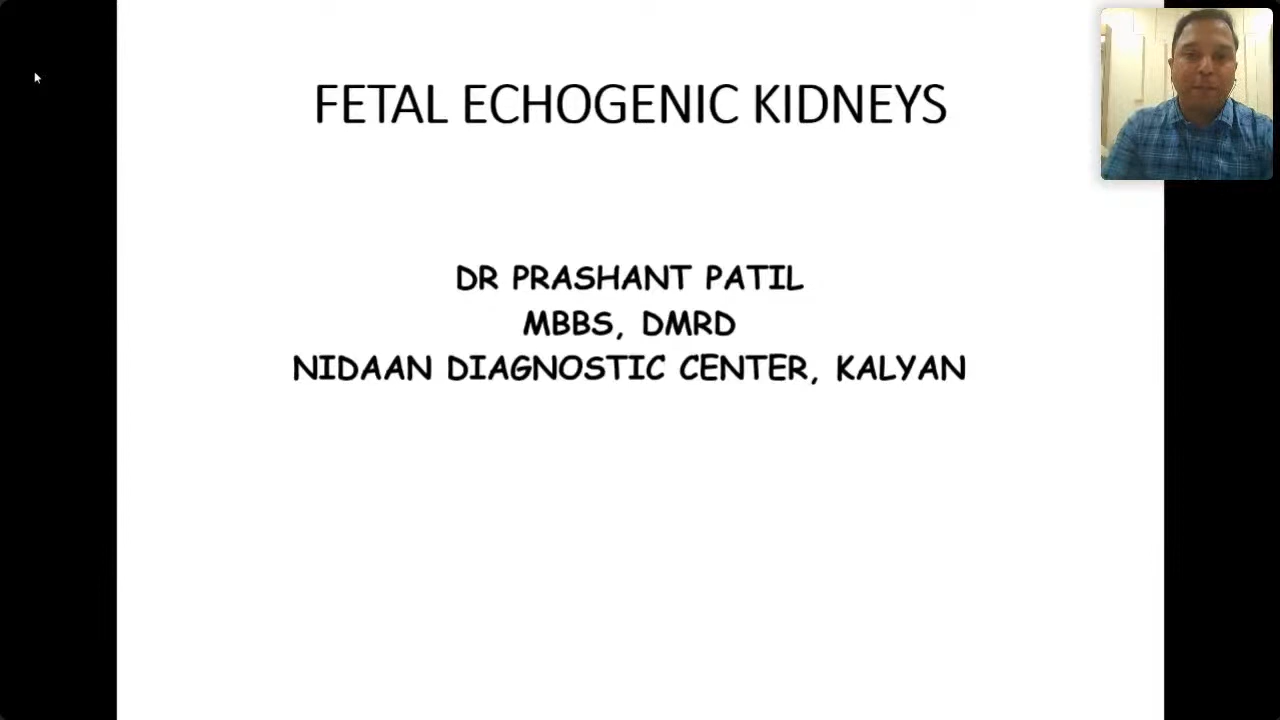 FETAL ECHOGENIC KIDNEYS
DR PRASHANT PATIL
MBBS, DMRD
NIDAAN DIAGNOSTIC CENTER, KALYAN